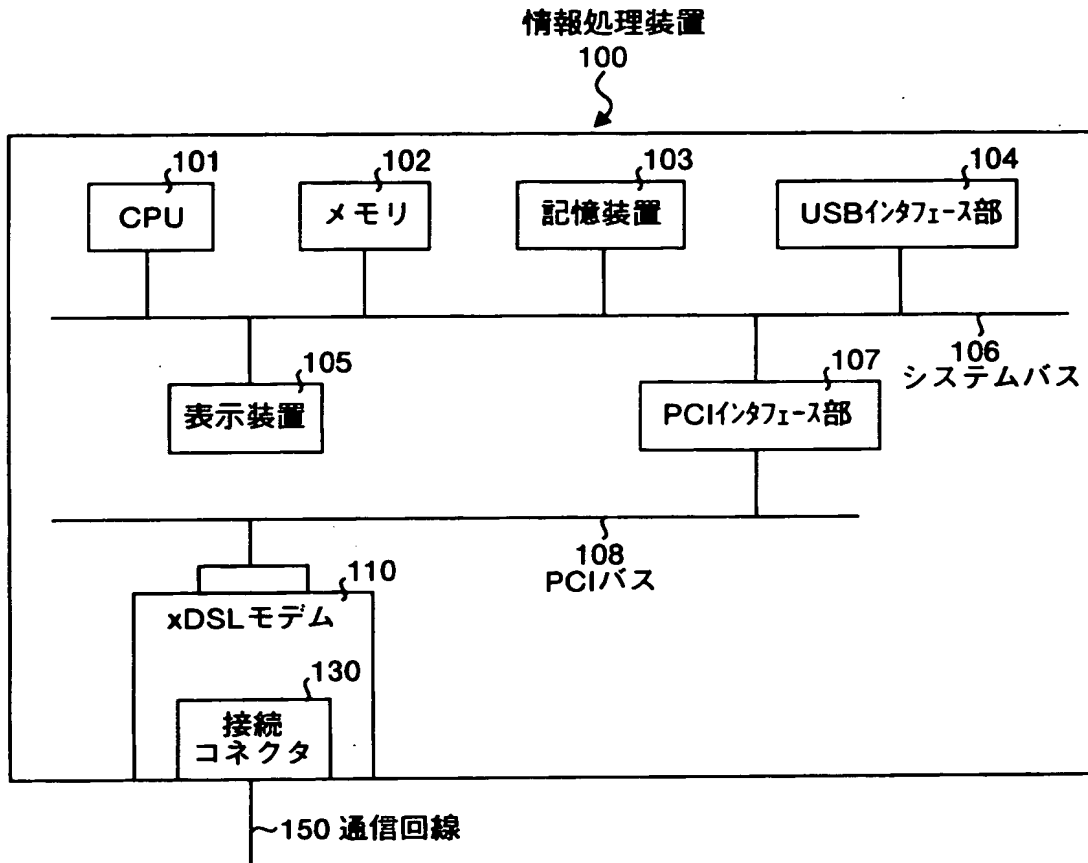 情報処理装置
100
101
CPU
102
メモリ
103
記憶装置
104
USBインタフェース部
106
システムバス
105
表示装置
107
PCIインタフェース部
108
PCIバス
110
xDSLモデム
130
接続
コネクタ
150 通信回線